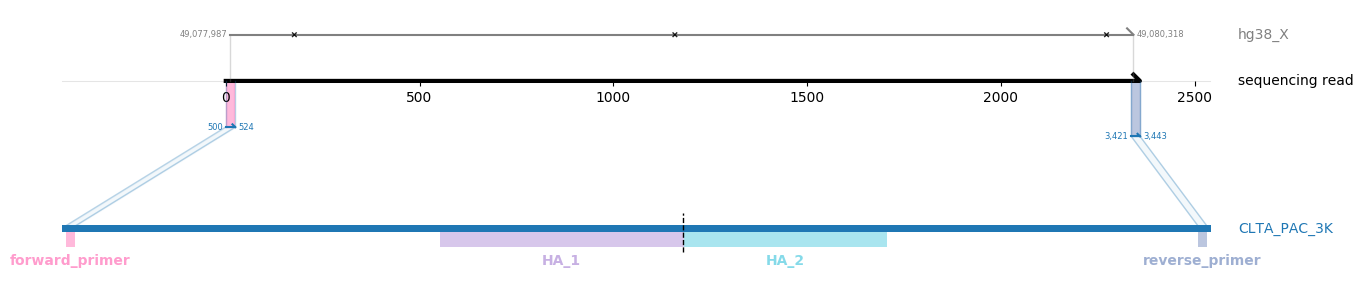 49,077,987 49,080,318 hg38_X
sequencing read
0 500 1000 1500 2000 2500
500 524 3,421 3,443
CLTA_PAC_3K
forward_primer HA_1 HA_2 reverse_primer